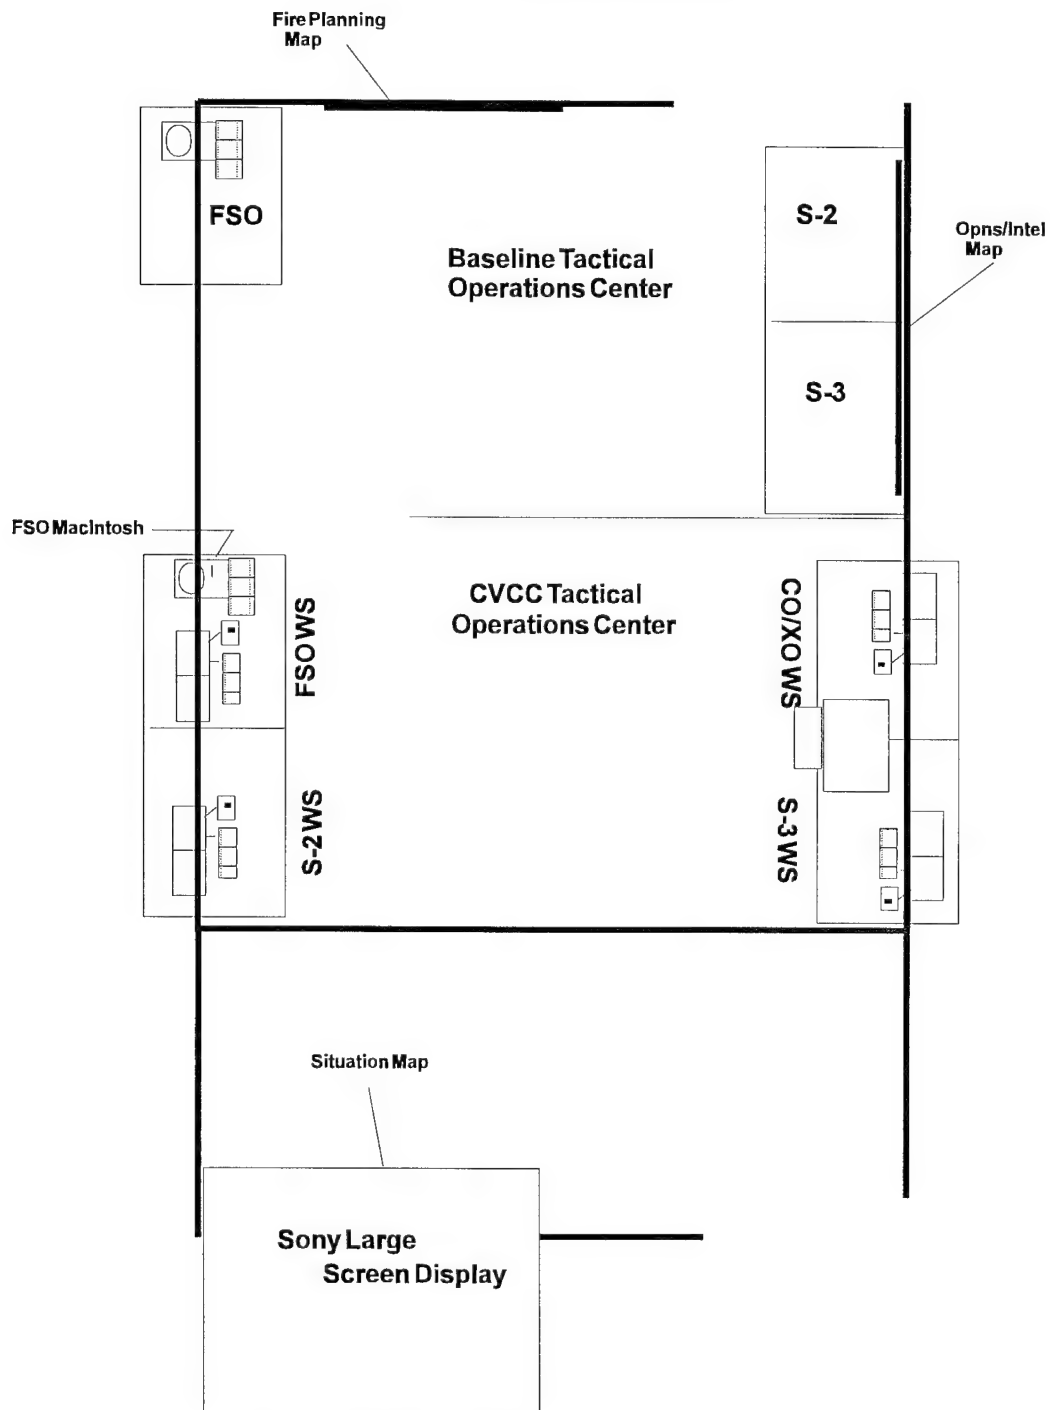 Fire Planning
Map
FSO
S-2
Opns/Intel
Map
Baseline Tactical
Operations Center
S-3
FSO MacIntosh
FSO WS
CVCC Tactical
Operations Center
CO/XO WS
S-2 WS
S-3 WS
Situation Map
Sony Large
Screen Display